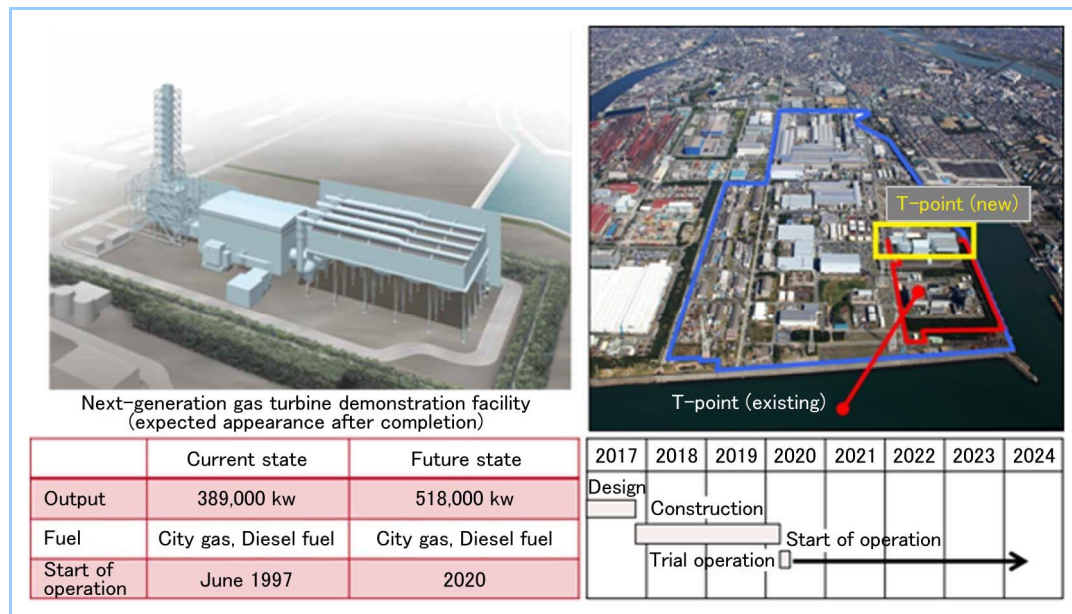 T-point (new)
T-point (existing)
Next-generation gas turbine demonstration facility
(expected appearance after completion)
Current state Future state
Output 389,000 kw 518,000 kw
Fuel City gas, Diesel fuel City gas, Diesel fuel
Start of
operation June 1997 2020
2017 2018 2019 2020 2021 2022 2023 2024
Design
Construction
Start of operation
Trial operation